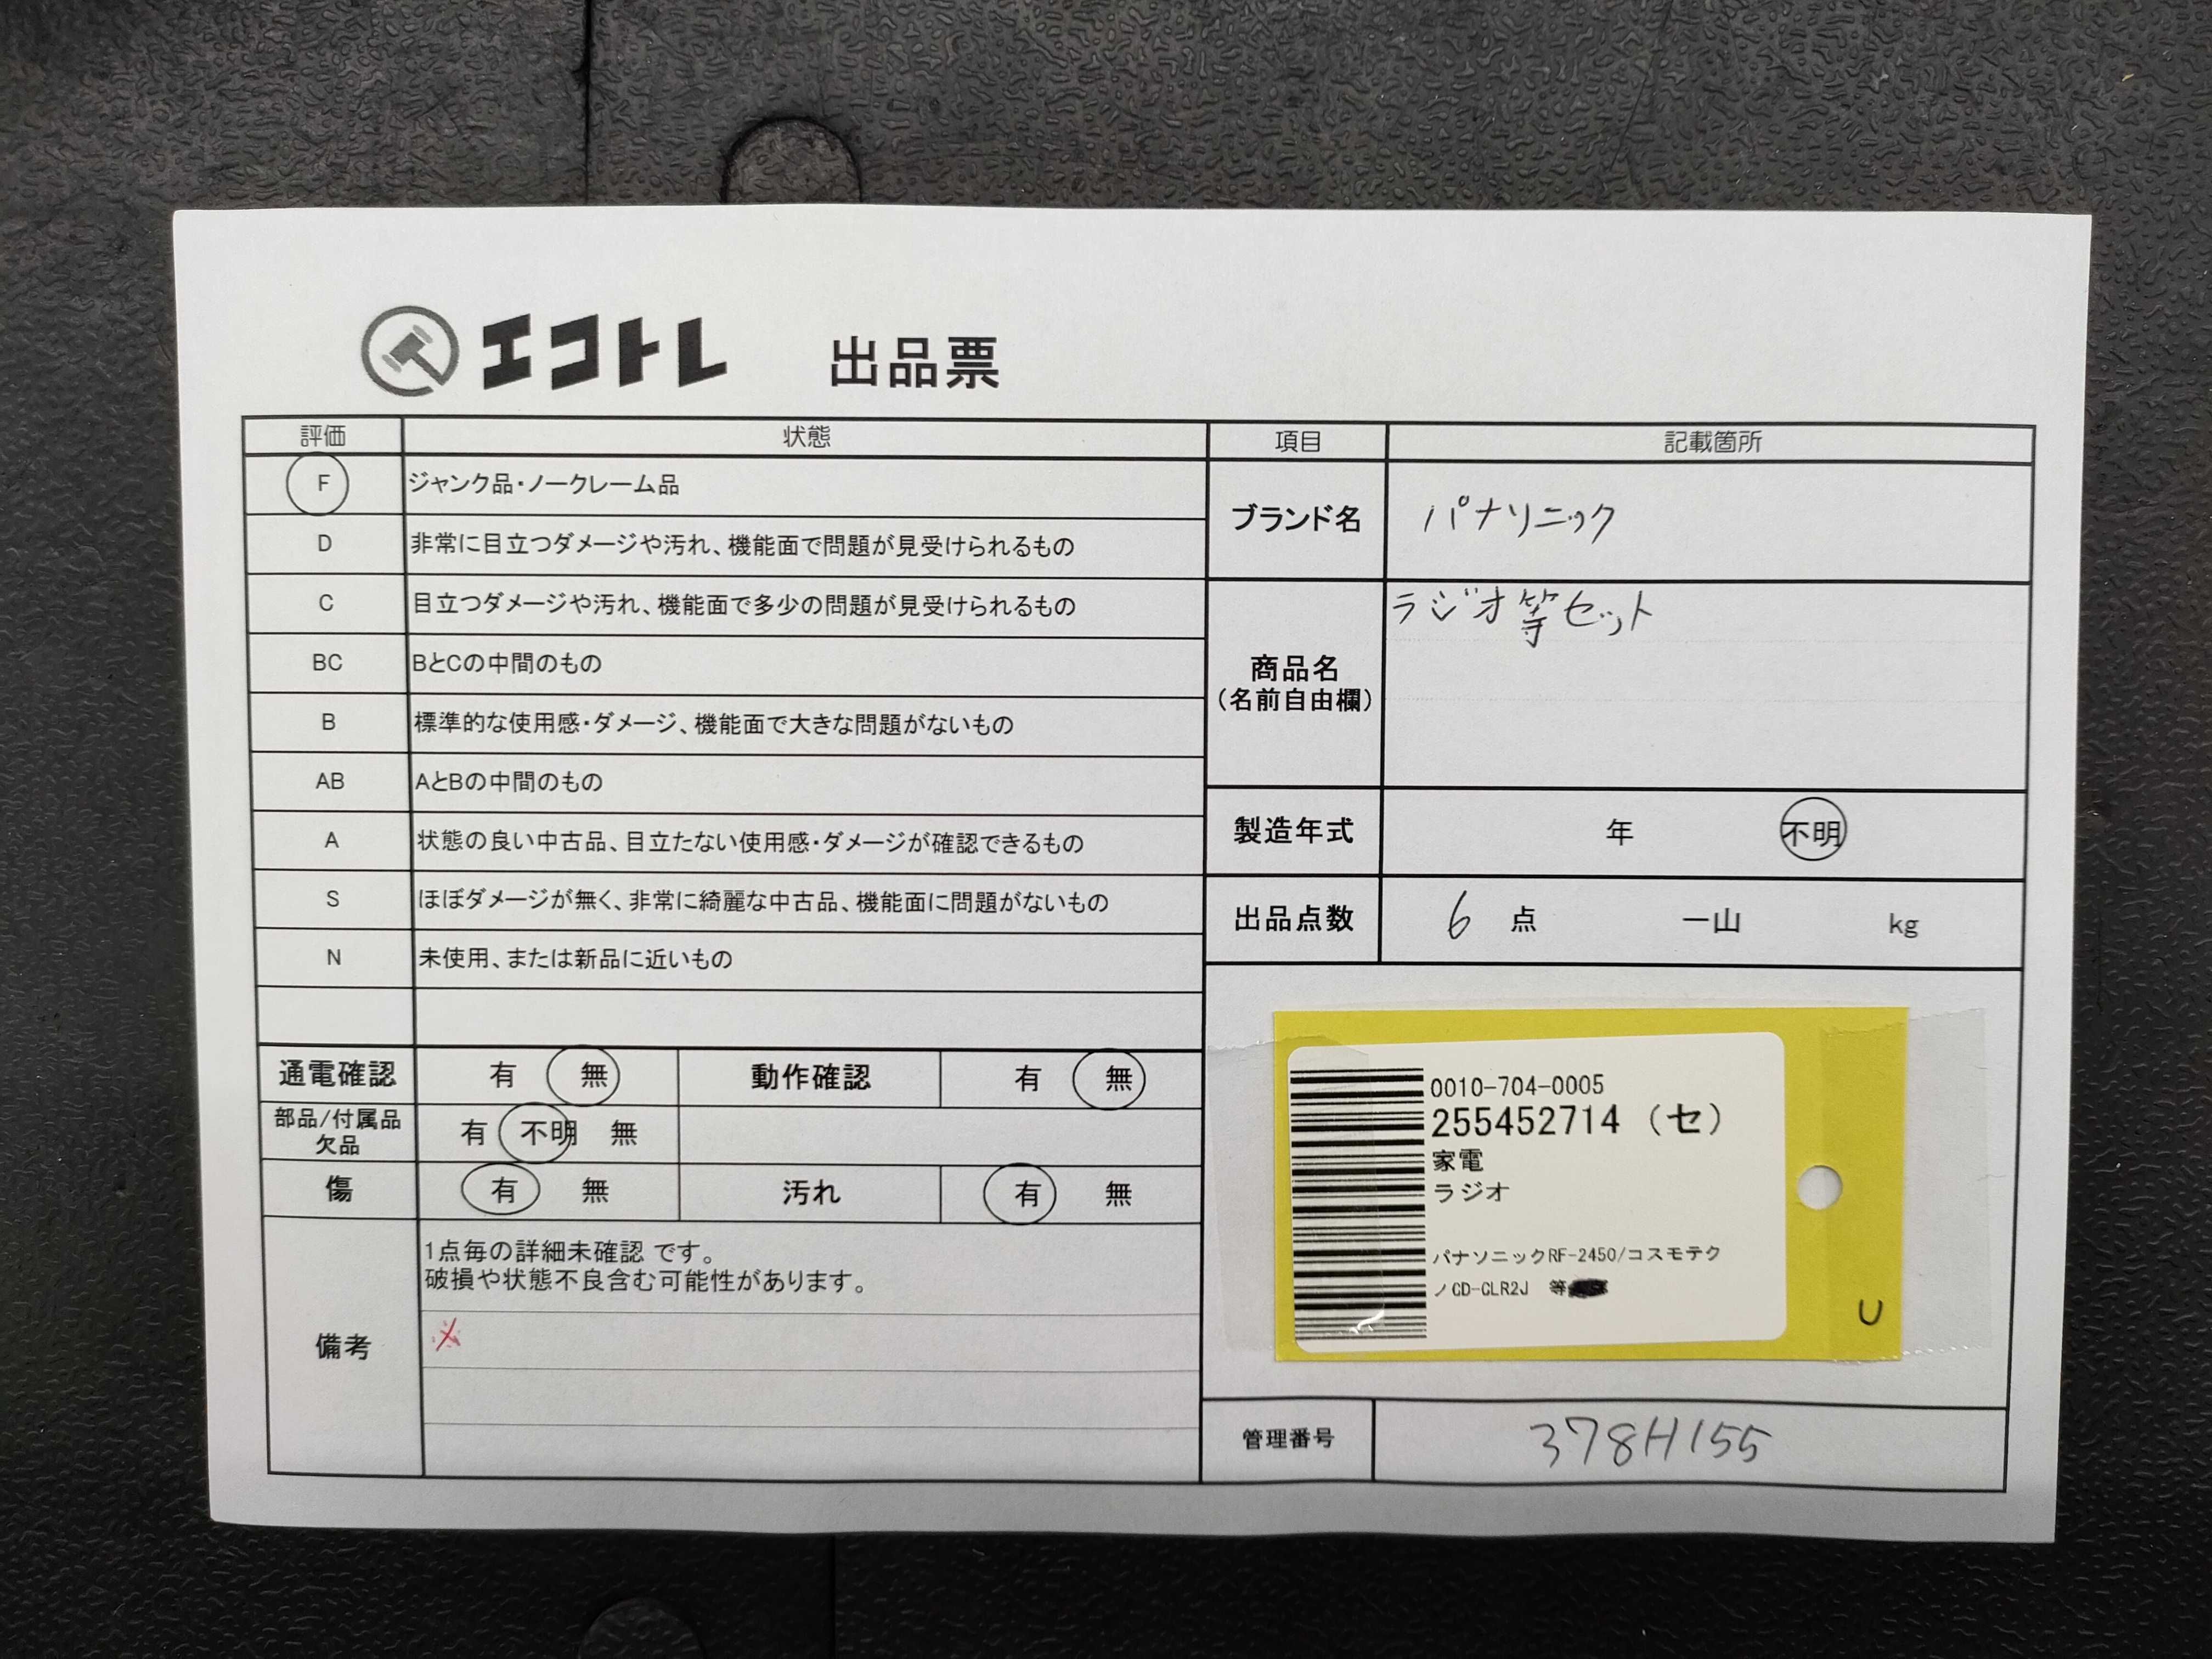 エコトレ 出品票
評価 状態
F ジャンク品・ノークレーム品
D 非常に目立つダメージや汚れ、機能面で問題が見受けられるもの
C 目立つダメージや汚れ、機能面で多少の問題が見受けられるもの
BC BとCの中間のもの
B 標準的な使用感・ダメージ、機能面で大きな問題がないもの
AB AとBの中間のもの
A 状態の良い中古品、目立たない使用感・ダメージが確認できるもの
S ほぼダメージが無く、非常に綺麗な中古品、機能面に問題がないもの
N 未使用、または新品に近いもの
通電確認 有 無 動作確認 有 無
部品/付属品
欠品 有 不明 無
傷 有 無 汚れ 有 無
備考
1点毎の詳細未確認 です。
破損や状態不良含む可能性があります。
項目 記載箇所
ブランド名 パナソニック
商品名
(名前自由欄)
ラジオ等セット
製造年式 年 不明
出品点数 6 点 一山 kg
0010-704-0005
255452714 (セ)
家電
ラジオ
パナソニックRF-2450/コスモテク
ノCD-CLR2J 等
U
管理番号 378H155